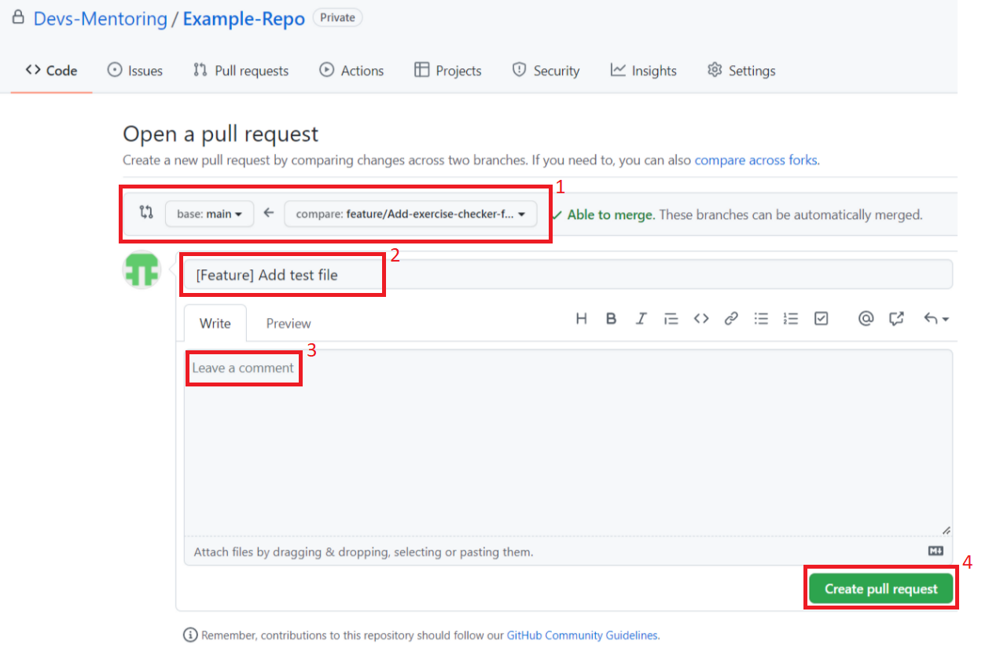 Devs-Mentoring / Example-Repo Private
Code Issues Pull requests Actions Projects Security Insights Settings
Open a pull request
Create a new pull request by comparing changes across two branches. If you need to, you can also compare across forks.
1
base: main compare: feature/Add-exercise-checker-f... Able to merge. These branches can be automatically merged.
2
[Feature] Add test file
Write Preview H B I @
3
Leave a comment
Attach files by dragging & dropping, selecting or pasting them.
4
Create pull request
Remember, contributions to this repository should follow our GitHub Community Guidelines.